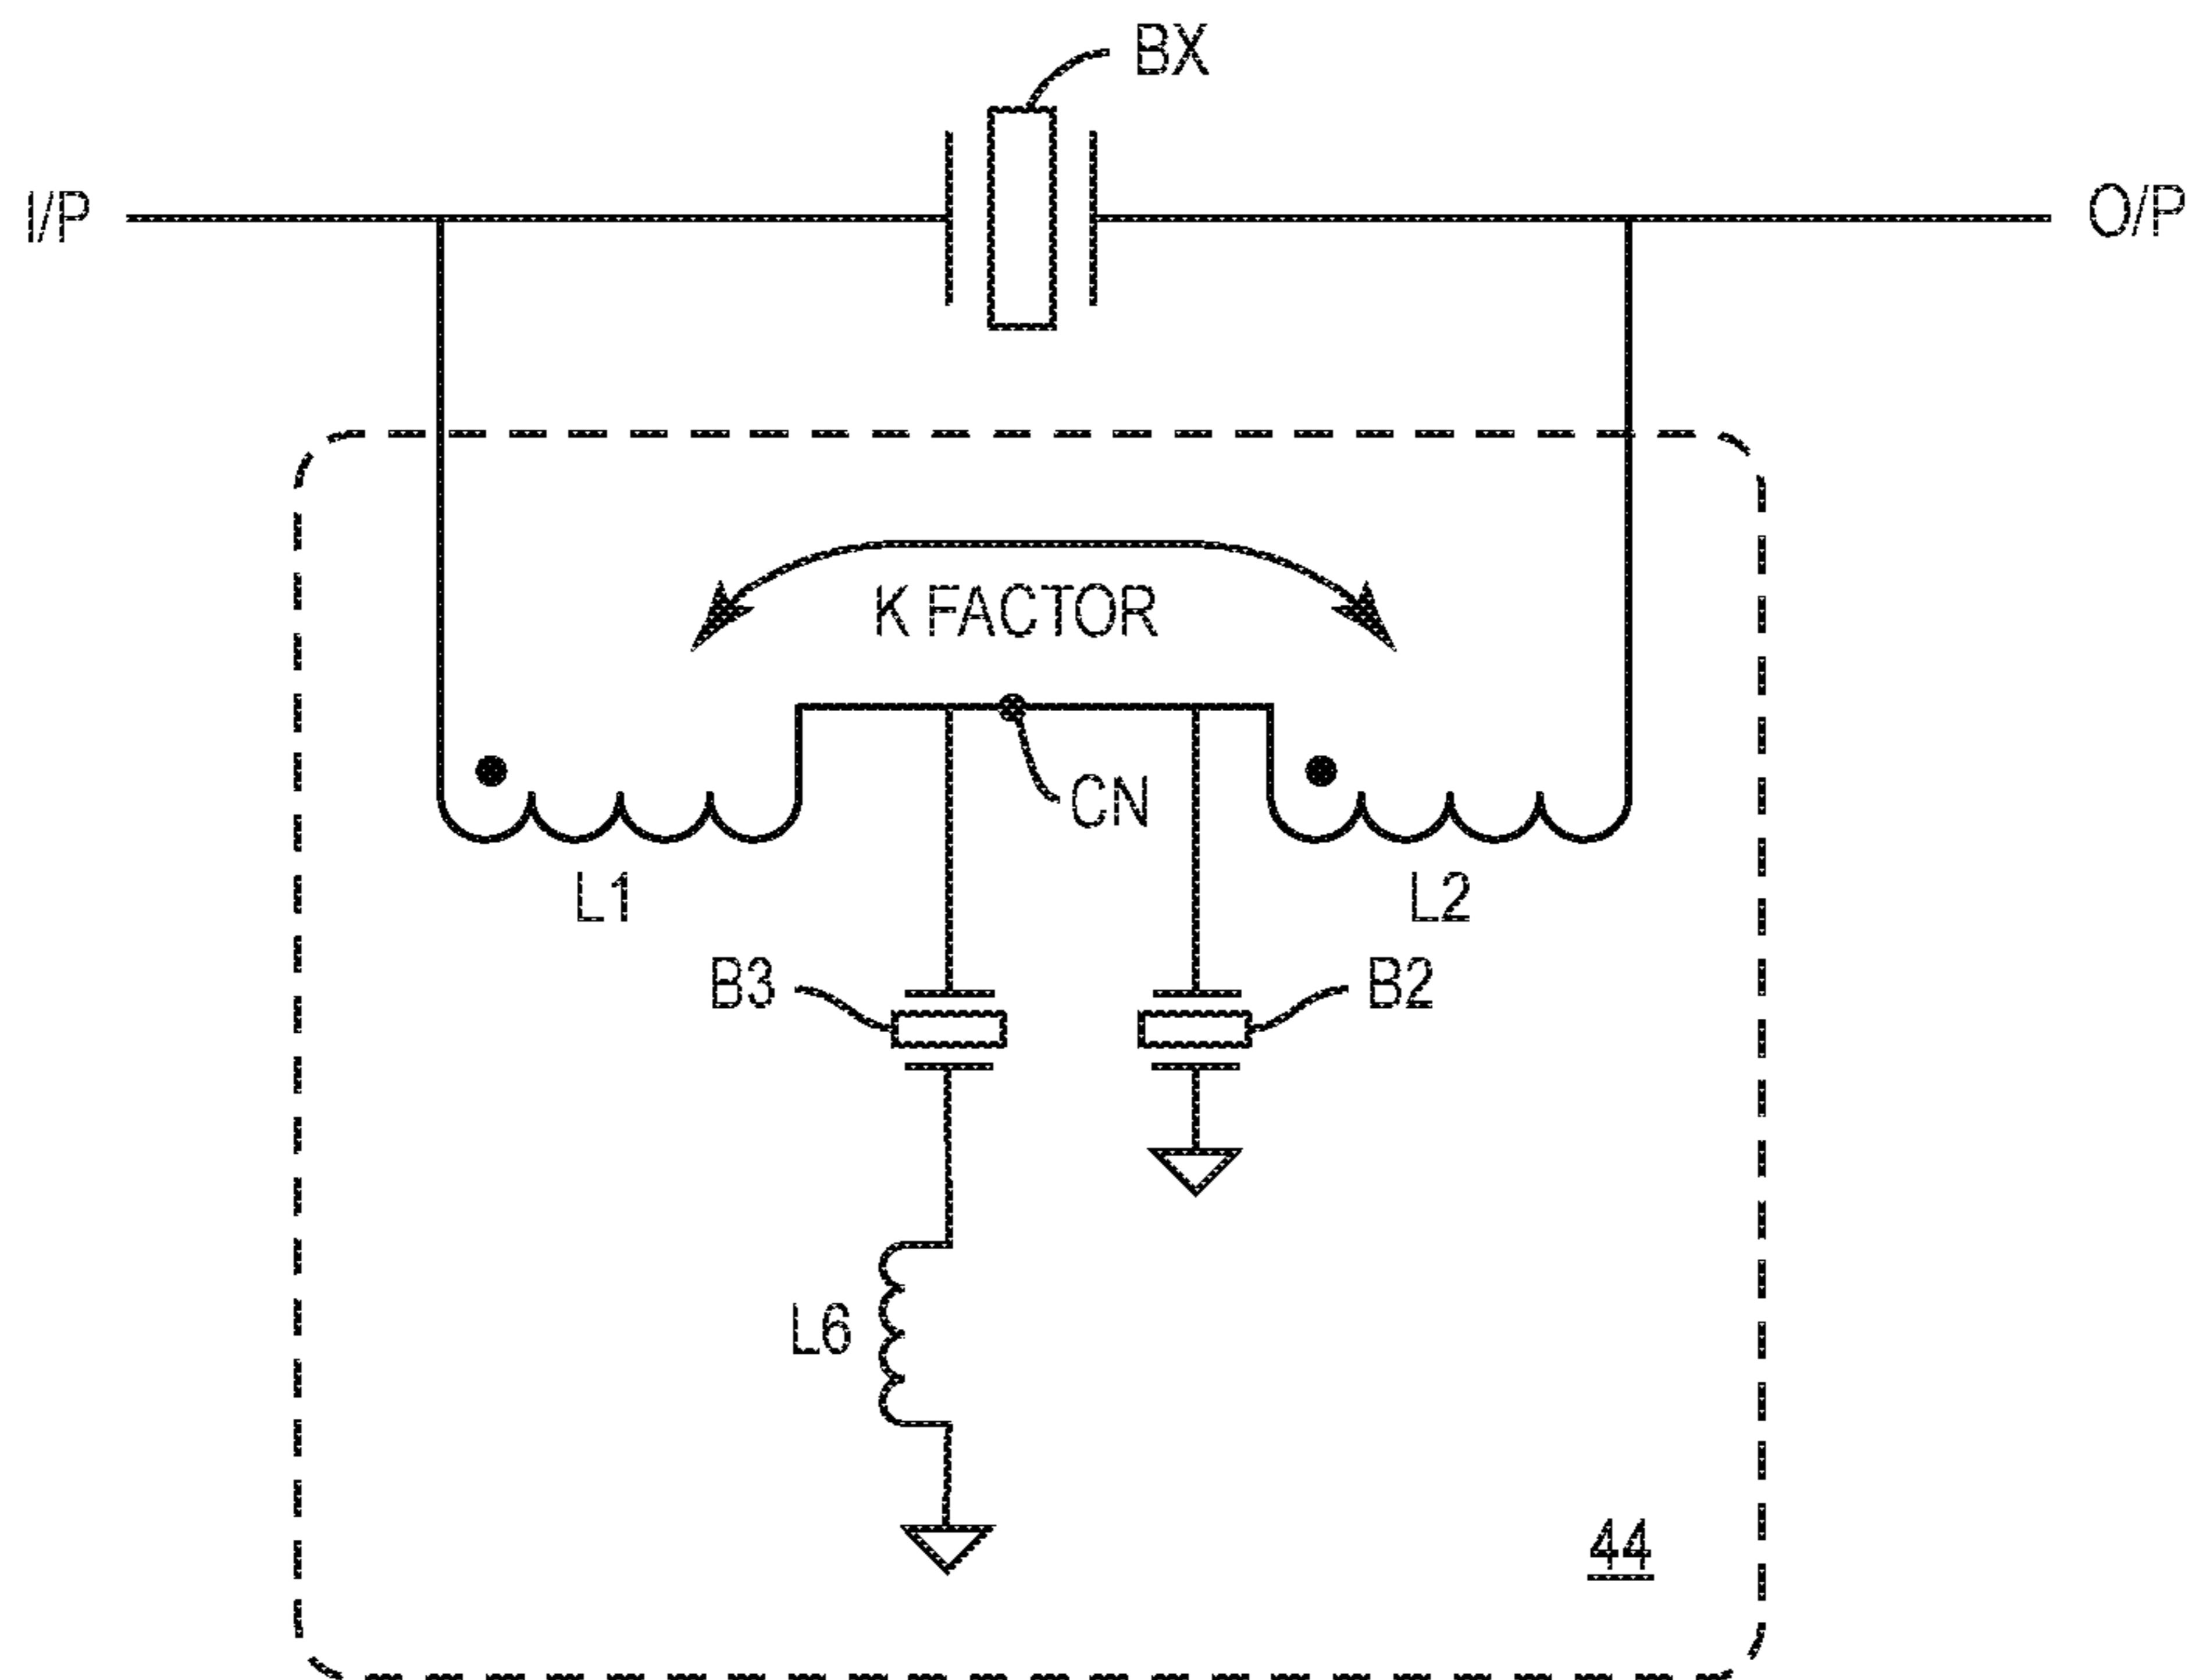 BX
I/P
O/P
K FACTOR
CN
L1
L2
B3
B2
L6
44